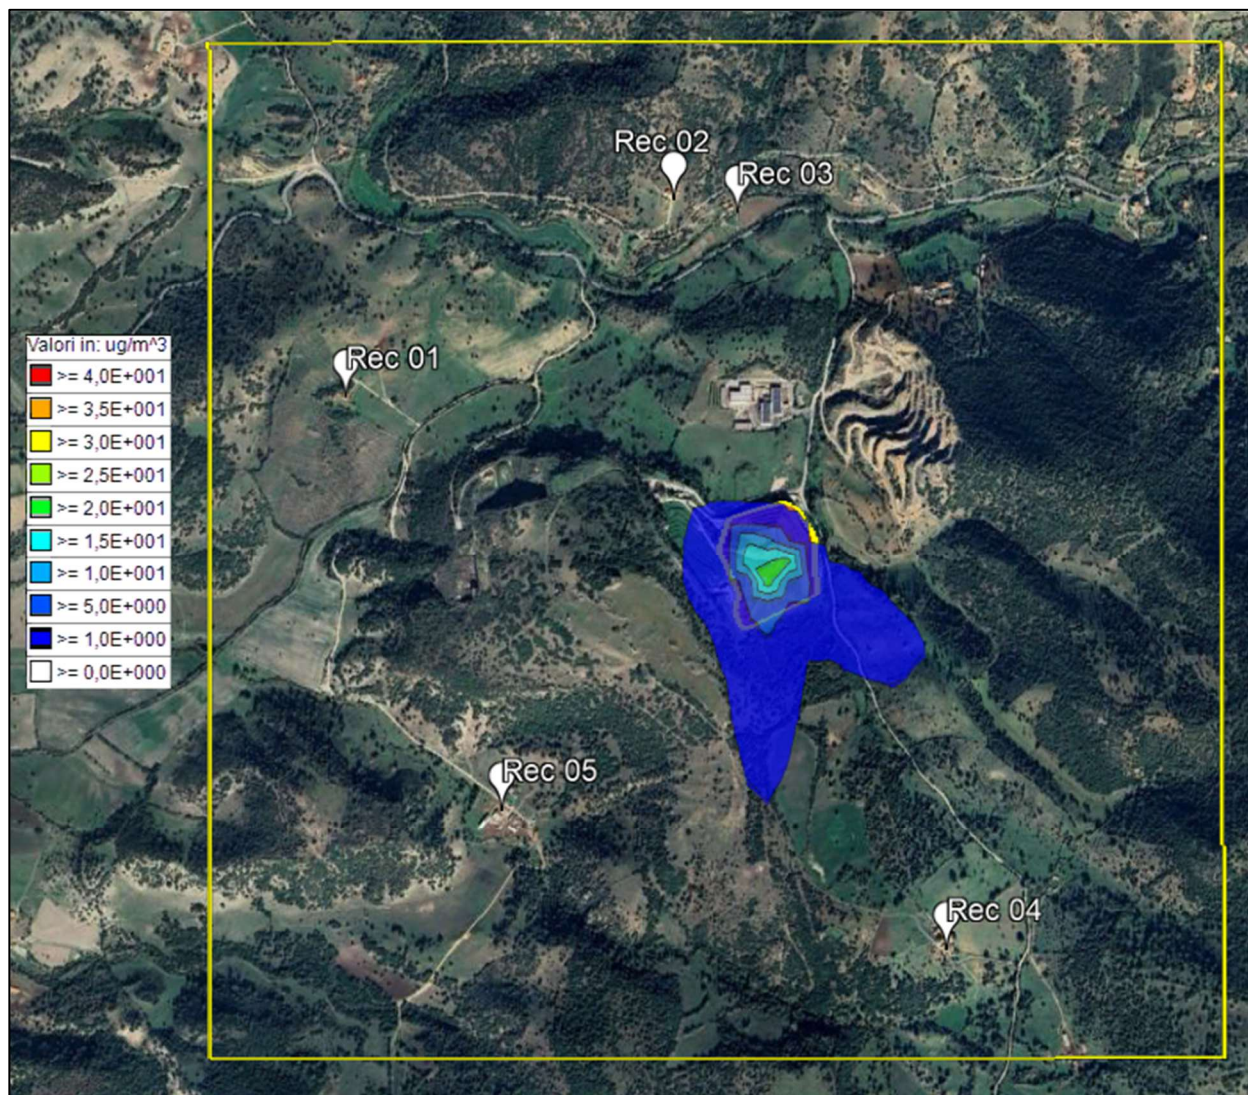 Rec 02
Rec 03
Rec 01
Valori in: ug/m^3
>= 4,0E+001
>= 3,5E+001
>= 3,0E+001
>= 2,5E+001
>= 2,0E+001
>= 1,5E+001
>= 1,0E+001
>= 5,0E+000
>= 1,0E+000
>= 0,0E+000
Rec 05
Rec 04